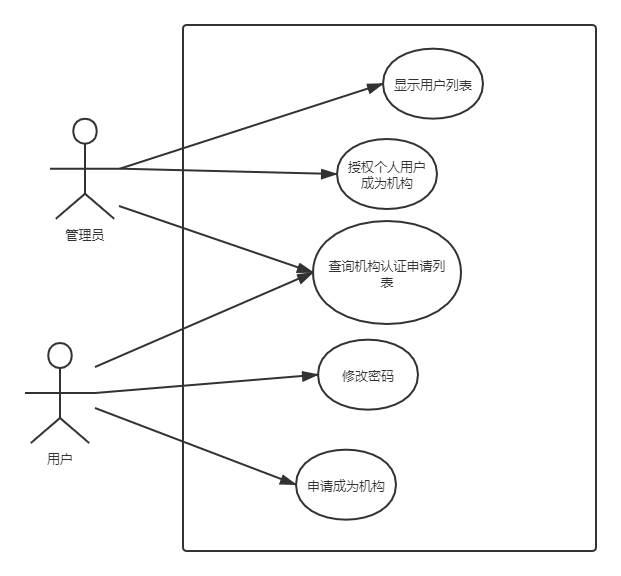 显示用户列表
授权个人用户
成为机构
管理员
查询机构认证申请列
表
修改密码
用户
申请成为机构